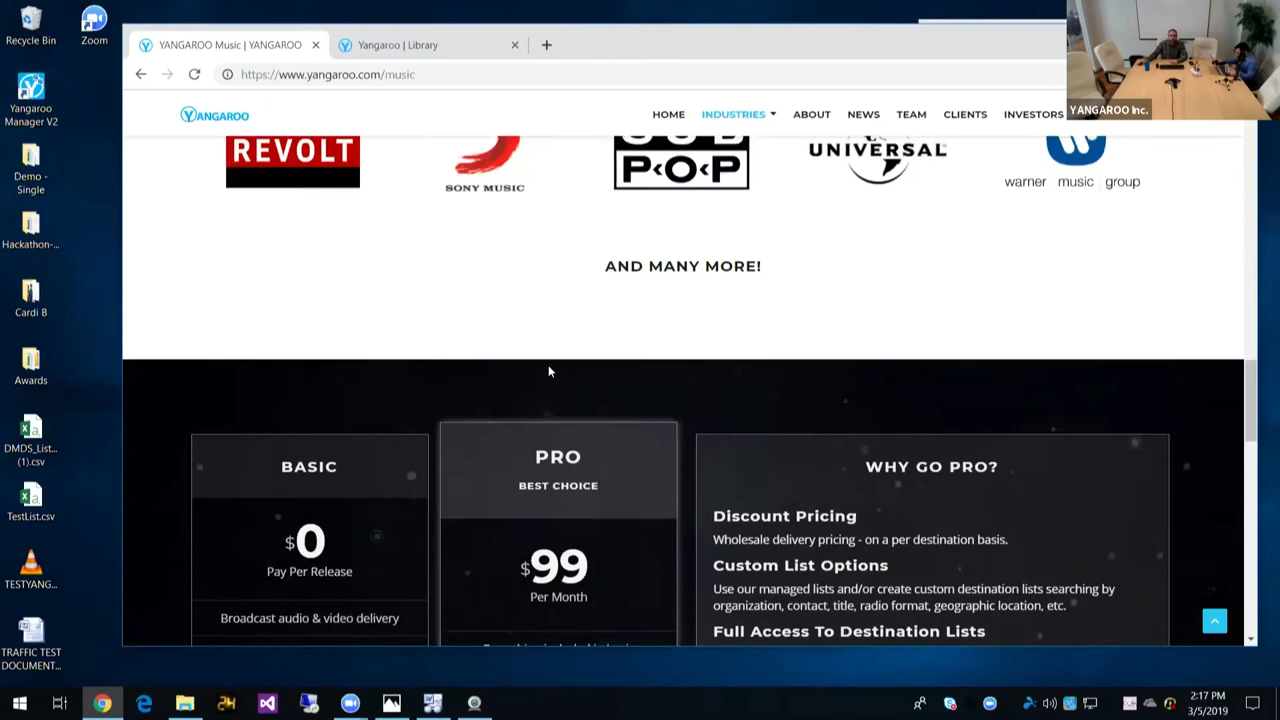 Recycle Bin
Zoom
Yangaroo
Manager V2
Demo -
Single
Hackathon-...
Cardi B
Awards
DMDS_List...
(1).csv
TestList.csv
TESTYANG...
TRAFFIC TEST
DOCUMENT...
YANGAROO Music | YANGAROO
Yangaroo | Library
https://www.yangaroo.com/music
YANGAROO Inc.
YANGAROO
HOME INDUSTRIES ABOUT NEWS TEAM CLIENTS INVESTORS
REVOLT
SONY MUSIC
SUB
POP
UNIVERSAL
warner music group
AND MANY MORE!
BASIC
$0
Pay Per Release
Broadcast audio & video delivery
PRO
BEST CHOICE
$99
Per Month
WHY GO PRO?
Discount Pricing
Wholesale delivery pricing - on a per destination basis.
Custom List Options
Use our managed lists and/or create custom destination lists searching by
organization, contact, title, radio format, geographic location, etc.
Full Access To Destination Lists
2:17 PM
3/5/2019